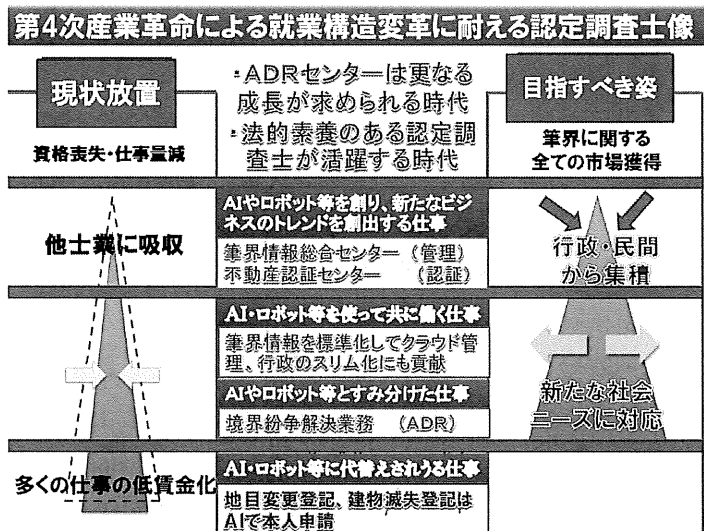 第4次産業革命による就業構造変革に耐える認定調査士像
現状放置
資格喪失・仕事量減
・ADRセンターは更なる
成長が求められる時代
・法的素養のある認定調
査士が活躍する時代
目指すべき姿
筆界に関する
全ての市場獲得
他士業に吸収
AIやロボット等を創り、新たなビジ
ネスのトレンドを創出する仕事
筆界情報総合センター (管理)
不動産認証センター (認証)
行政・民間
から集積
AI・ロボット等を使って共に働く仕事
筆界情報を標準化してクラウド管
理、行政のスリム化にも貢献
AIやロボット等とすみ分けた仕事
境界紛争解決業務 (ADR)
新たな社会
ニーズに対応
多くの仕事の低賃金化
AI・ロボット等に代替えされうる仕事
地目変更登記、建物滅失登記は
AIで本人申請